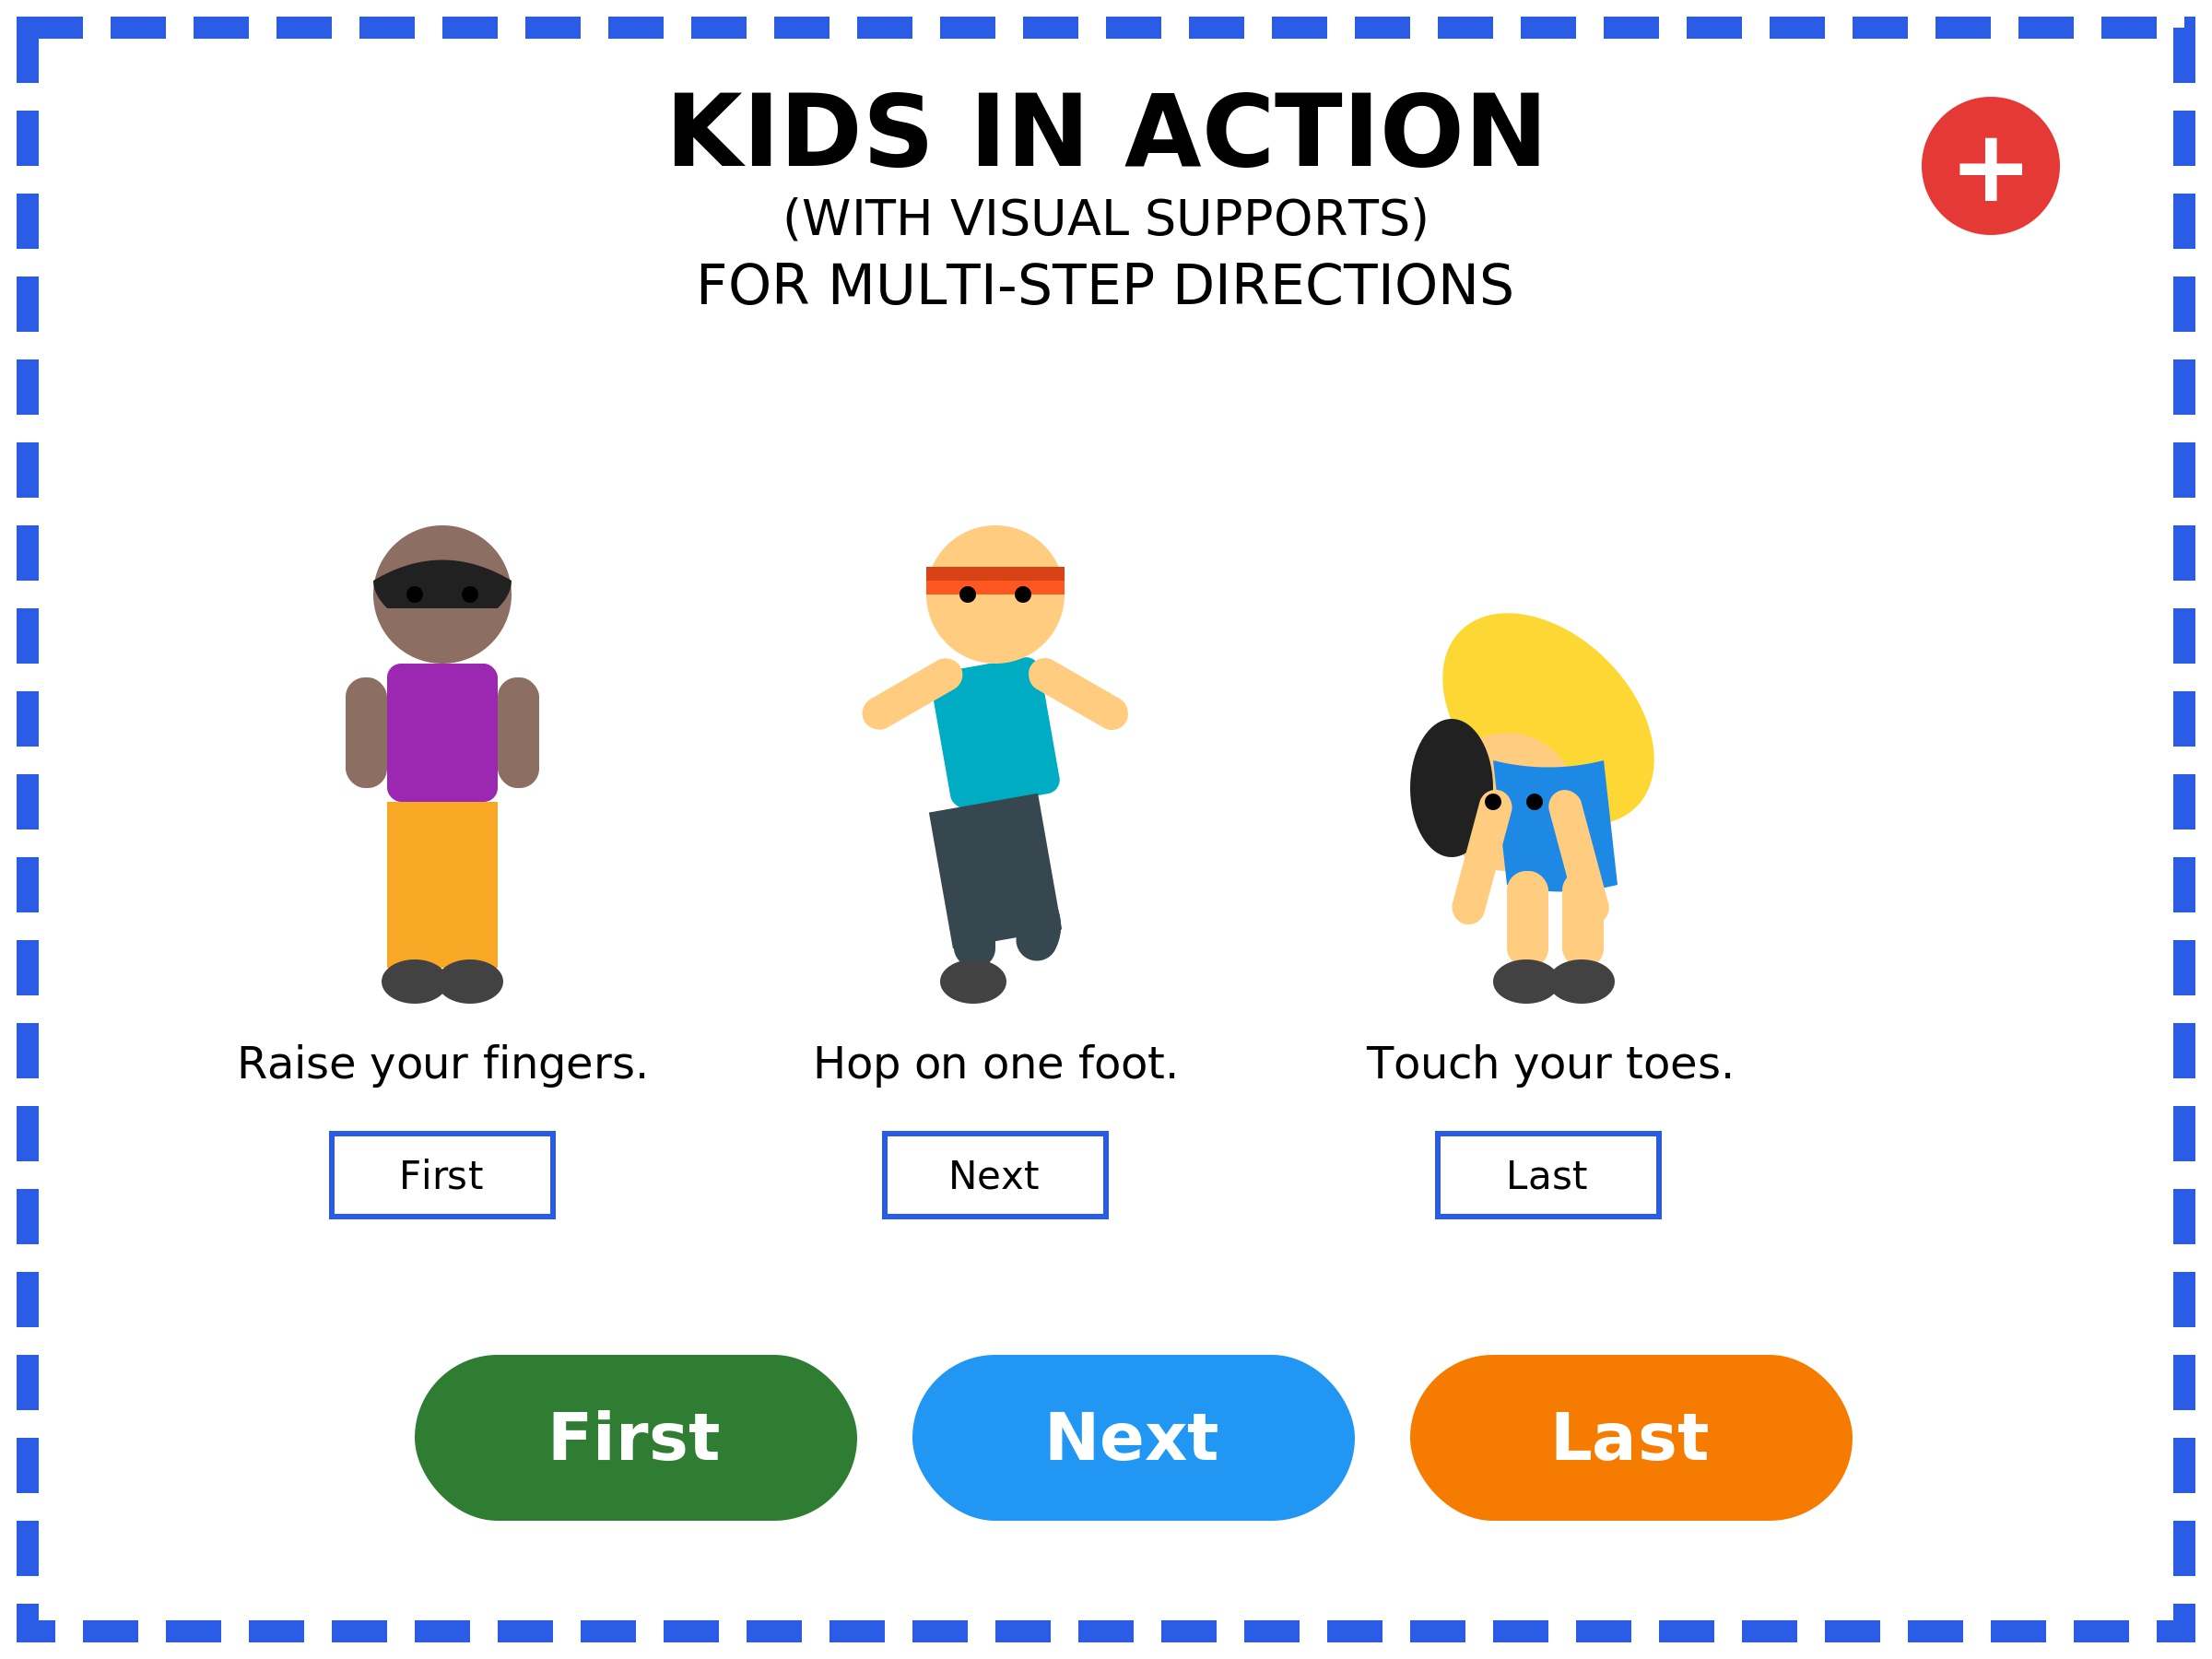 KIDS IN ACTION
+
(WITH VISUAL SUPPORTS)
FOR MULTI-STEP DIRECTIONS
Raise your fingers.
Hop on one foot.
Touch your toes.
First
Next
Last
First
Next
Last